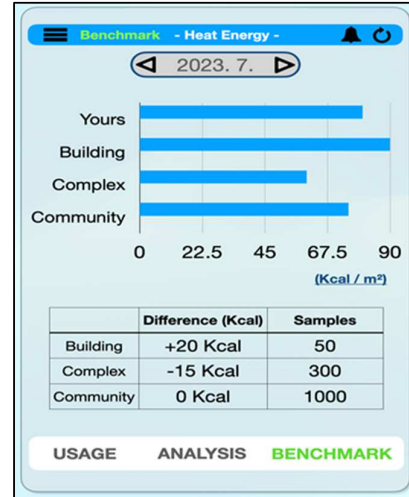 Benchmark - Heat Energy -
2023. 7.
Yours
Building
Complex
Community
0 22.5 45 67.5 90
(Kcal / m²)
Difference (Kcal) Samples
Building +20 Kcal 50
Complex -15 Kcal 300
Community 0 Kcal 1000
USAGE ANALYSIS BENCHMARK